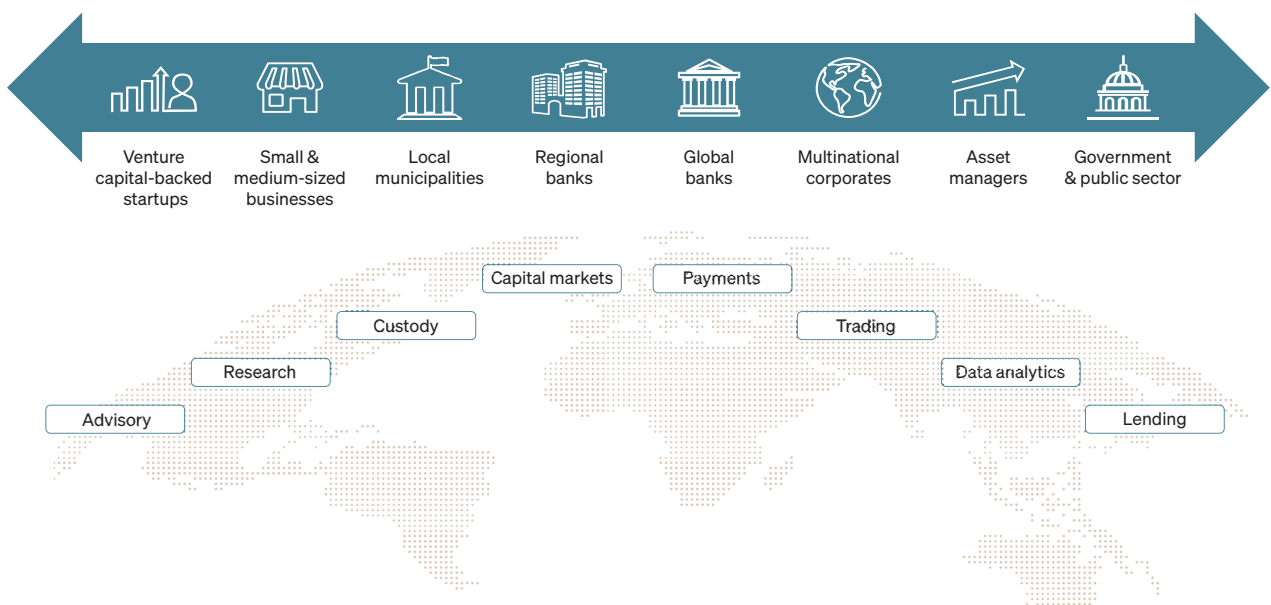 Venture
capital-backed
startups
Small &
medium-sized
businesses
Local
municipalities
Regional
banks
Global
banks
Multinational
corporates
Asset
managers
Government
& public sector
Capital markets
Payments
Custody
Trading
Research
Data analytics
Advisory
Lending